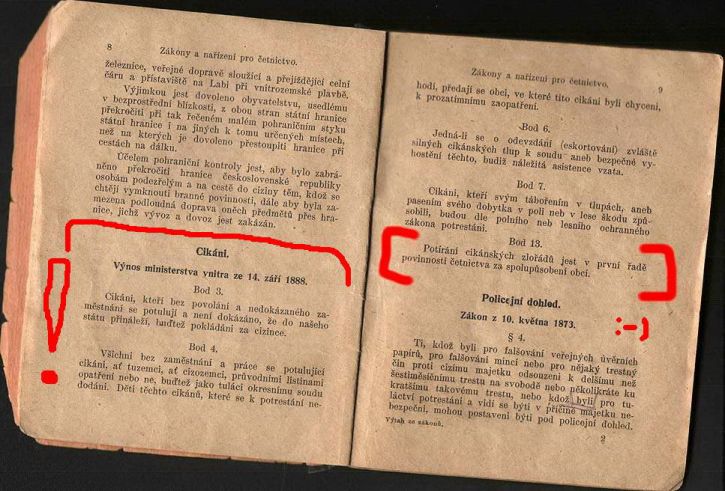 8
Zákony a nařízení pro četnictvo.
železnice, veřejné dopravě sloužící a přejíždějící celní
čáru a přístaviště na Labi při vnitrozemské plavbě.
Výjimkou jest dovoleno obyvatelstvu, usedlému
v bezprostřední blízkosti, z obou stran státní hranice
překročiti při tak řečeném malém pohraničním styku
státní hranice i na jiných k tomu určených místech,
než na kterých je dovoleno přestoupiti hranice při
cestách na dálku.
Účelem pohraniční kontroly jest, aby bylo zabrá-
něno překročiti hranice československé republiky
osobám podezřelým a na cestě do ciziny těm, kdož se
chtějí vymknouti branné povinnosti, dále aby byla za-
mezena podloudná doprava oněch předmětů přes hra-
nice, jichž vývoz a dovoz jest zakázán.
Cikáni.
Výnos ministerstva vnitra ze 14. září 1888.
Bod 3.
Cikáni, kteří bez povolání a nedokázaného za-
městnání se potulují a není dokázáno, že do našeho
státu přináleží, buďtež pokládáni za cizince.
Bod 4.
Všichni bez zaměstnání a práce se potulující
cikáni, ať tuzemci, ať cizozemci, průvodními listinami
opatření nebo ne, buďtež jako tuláci okresnímu soudu
dodáni. Děti těchto cikánů, které se k potrestání ne-
Zákony a nařízení pro četnictvo.
9
hodí, předají se obci, ve které tito cikáni byli chyceni,
k prozatímnímu zaopatření.
Bod 6.
Jedná-li se o odevzdání (eskortování) zvláště
silných cikánských tlup k soudu aneb bezpečné vy-
hostění těchto, budiž náležitá asistence vzata.
Bod 7.
Cikáni, kteří svým tábořením v tlupách, aneb
pasením svého dobytka v poli neb v lese škodu způ-
sobili, budou dle polního neb lesního ochranného
zákona potrestáni.
Bod 13.
Potírání cikánských zlořádů jest v první řadě
povinností četnictva za spolupůsobení obcí.
Policejní dohled.
Zákon z 10. května 1873.
:-)
§ 4.
Ti, kdož byli pro falšování veřejných úvěrních
papírů, pro falšování mincí nebo pro nějaký trestný
čin proti cizímu majetku odsouzeni k delšímu než
šestiměsíčnímu trestu na svobodě nebo několikráte ku
kratšímu takovému trestu, nebo kdož byli pro tu-
láctví potrestáni a vidí se býti v příčině majetku ne-
bezpeční, mohou postaveni býti pod policejní dohled.
Výtah ze zákonů.
2